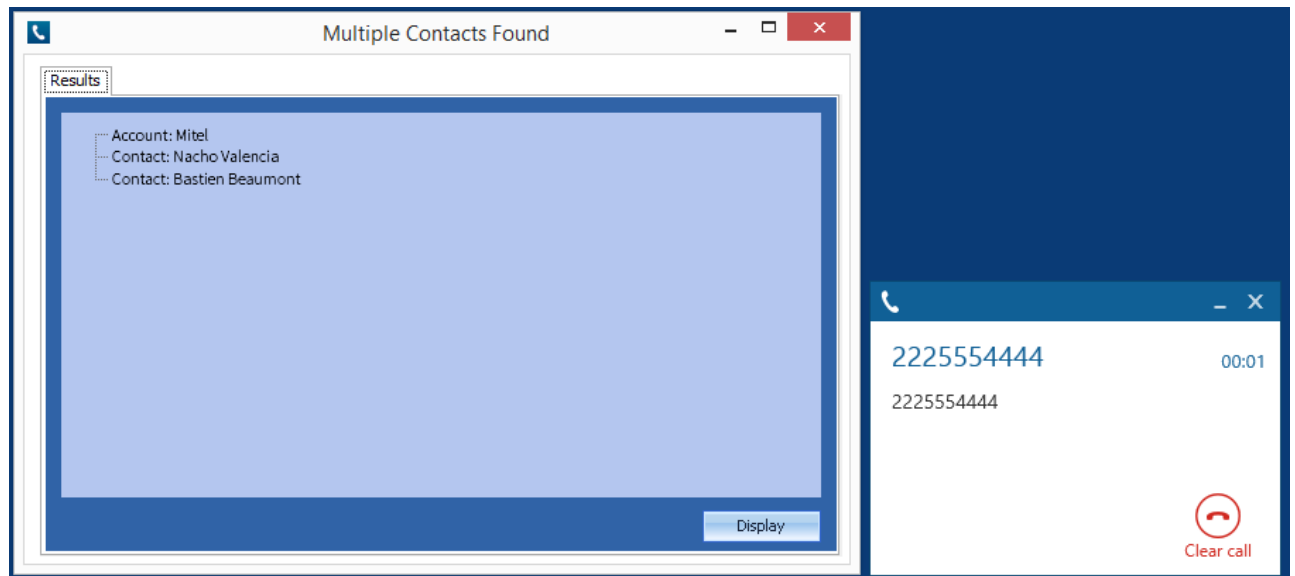 Multiple Contacts Found
Results
Account: Mitel
Contact: Nacho Valencia
Contact: Bastien Beaumont
Display
2225554444 00:01
2225554444
Clear call